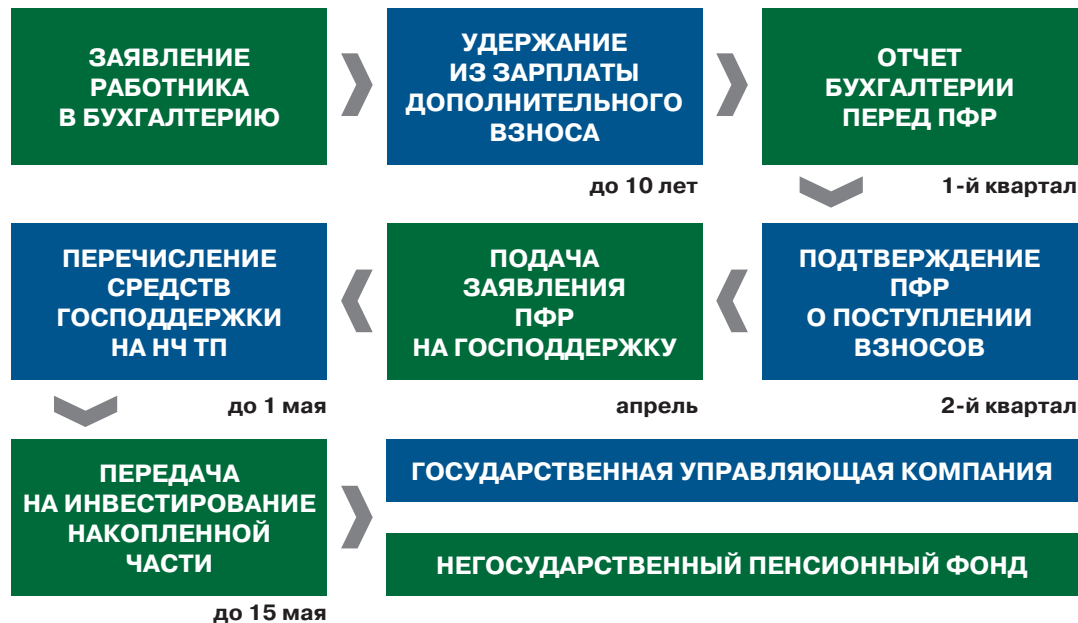 ЗАЯВЛЕНИЕ
РАБОТНИКА
В БУХГАЛТЕРИЮ
УДЕРЖАНИЕ
ИЗ ЗАРПЛАТЫ
ДОПОЛНИТЕЛЬНОГО
ВЗНОСА
до 10 лет
ОТЧЕТ
БУХГАЛТЕРИИ
ПЕРЕД ПФР
1-й квартал
ПОДТВЕРЖДЕНИЕ
ПФР
О ПОСТУПЛЕНИИ
ВЗНОСОВ
2-й квартал
ПОДАЧА
ЗАЯВЛЕНИЯ
ПФР
НА ГОСПОДДЕРЖКУ
апрель
ПЕРЕЧИСЛЕНИЕ
СРЕДСТВ
ГОСПОДДЕРЖКИ
НА НЧ ТП
до 1 мая
ПЕРЕДАЧА
НА ИНВЕСТИРОВАНИЕ
НАКОПЛЕННОЙ
ЧАСТИ
до 15 мая
ГОСУДАРСТВЕННАЯ УПРАВЛЯЮЩАЯ КОМПАНИЯ
НЕГОСУДАРСТВЕННЫЙ ПЕНСИОННЫЙ ФОНД